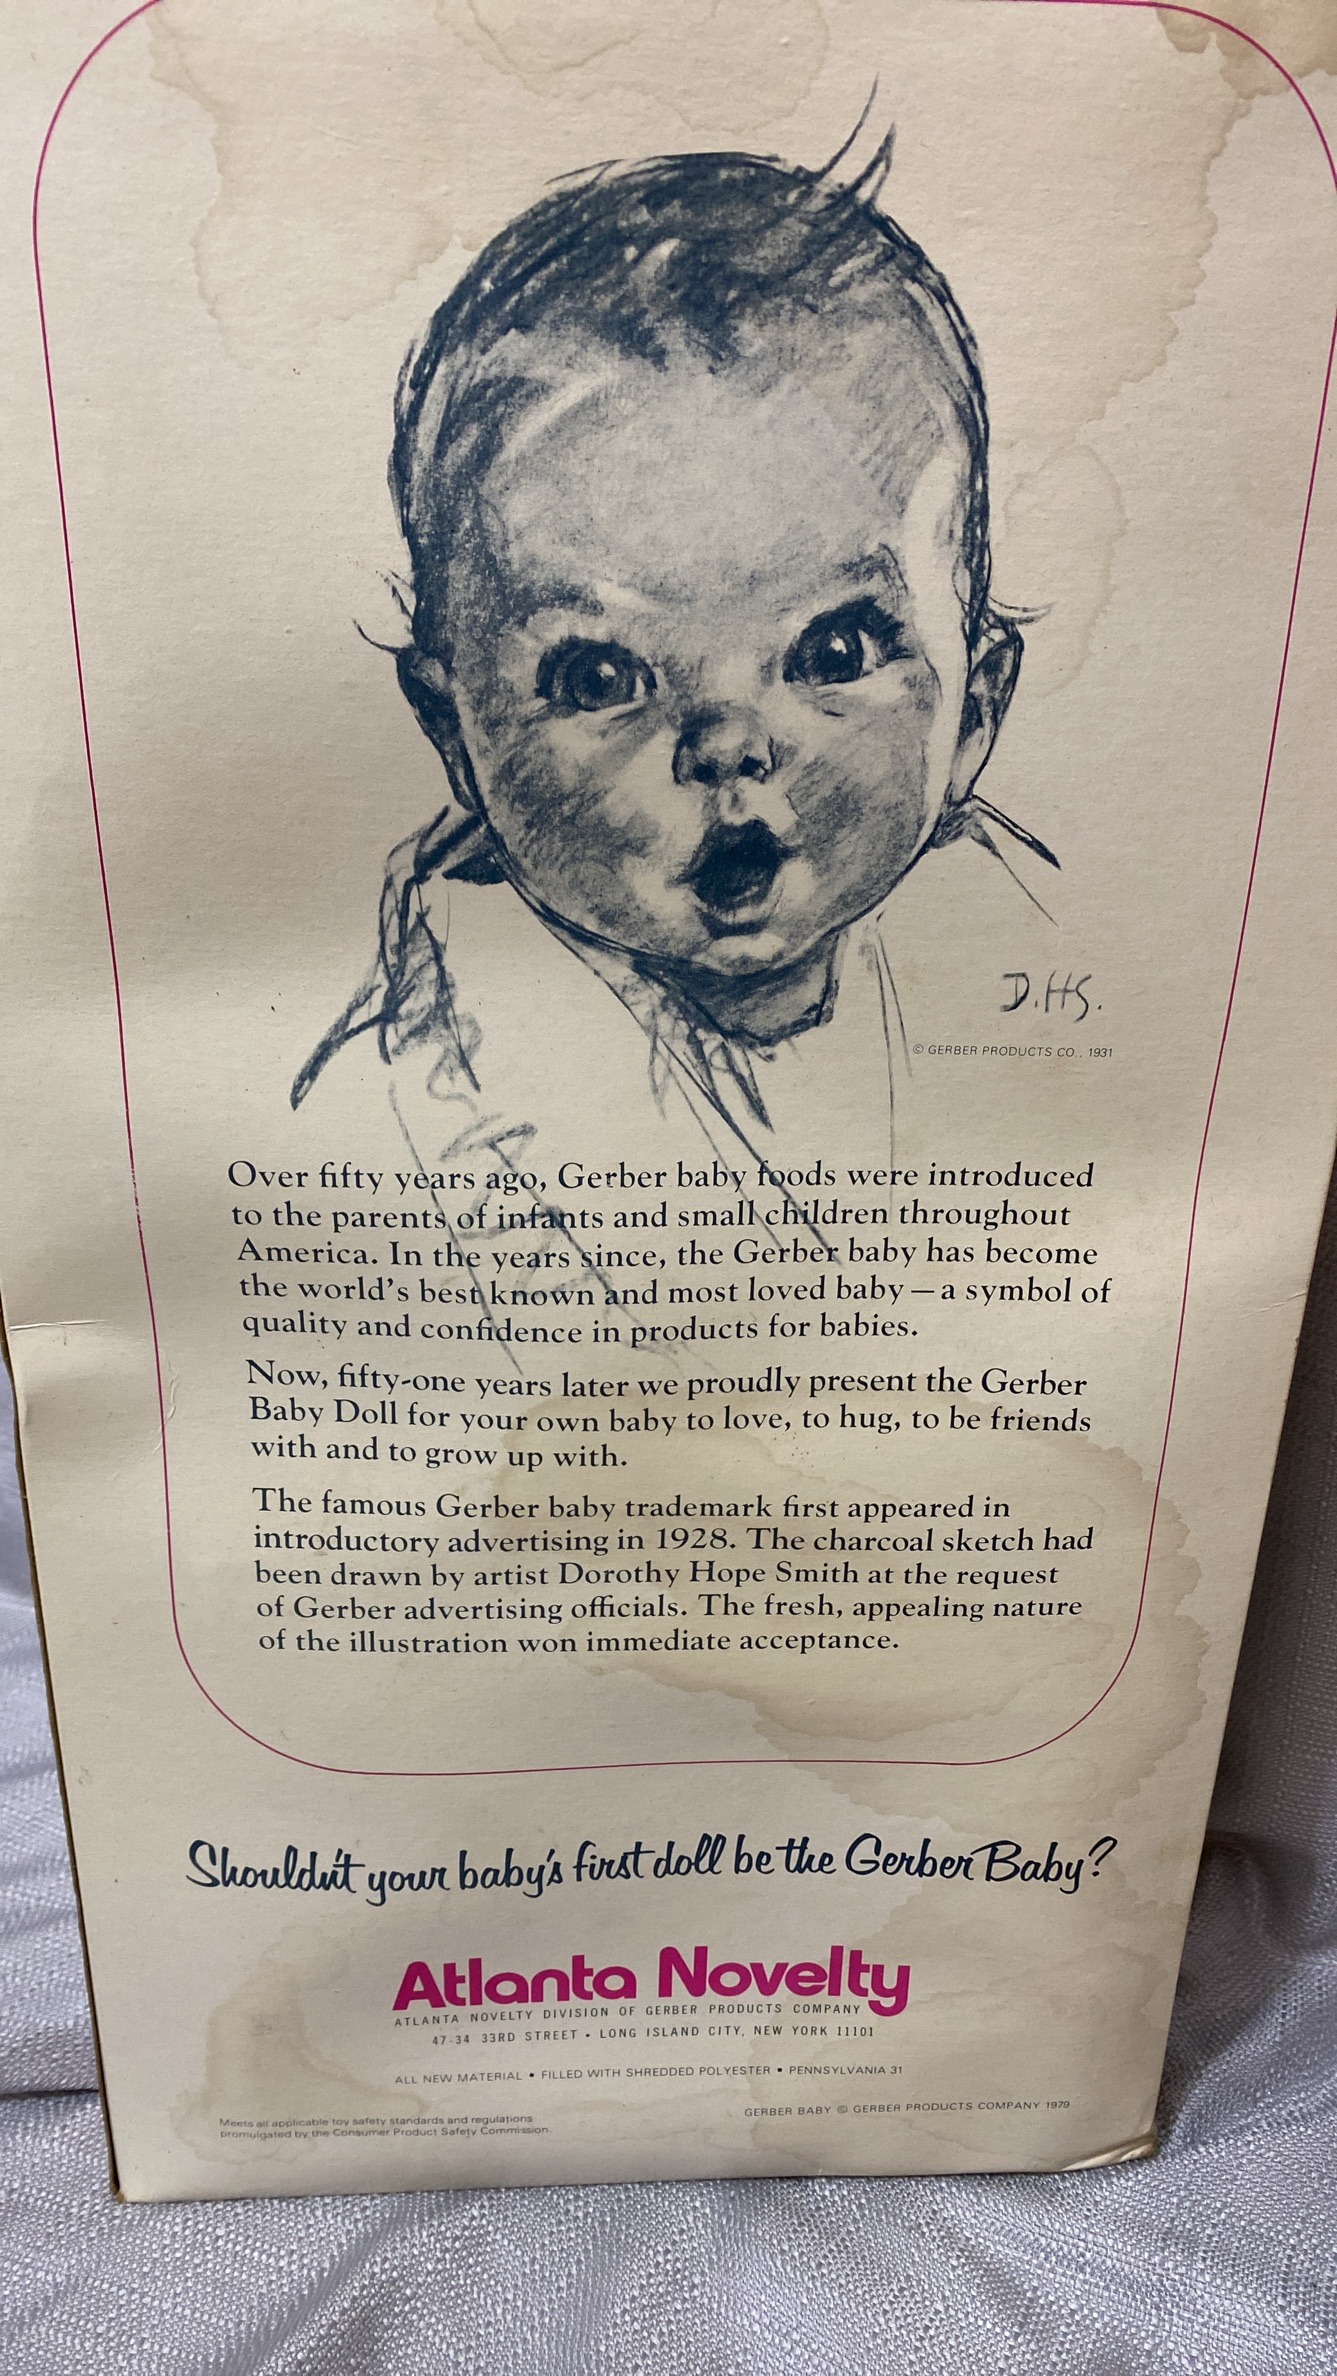 D.HS.
© GERBER PRODUCTS CO., 1931
Over fifty years ago, Gerber baby foods were introduced
to the parents of infants and small children throughout
America. In the years since, the Gerber baby has become
the world's best known and most loved baby—a symbol of
quality and confidence in products for babies.
Now, fifty-one years later we proudly present the Gerber
Baby Doll for your own baby to love, to hug, to be friends
with and to grow up with.
The famous Gerber baby trademark first appeared in
introductory advertising in 1928. The charcoal sketch had
been drawn by artist Dorothy Hope Smith at the request
of Gerber advertising officials. The fresh, appealing nature
of the illustration won immediate acceptance.
Shouldn't your baby's first doll be the Gerber Baby?
Atlanta Novelty
ATLANTA NOVELTY DIVISION OF GERBER PRODUCTS COMPANY
47-34 33RD STREET • LONG ISLAND CITY, NEW YORK 11101
ALL NEW MATERIAL • FILLED WITH SHREDDED POLYESTER • PENNSYLVANIA 31
GERBER BABY © GERBER PRODUCTS COMPANY 1979
Meets all applicable toy safety standards and regulations
promulgated by the Consumer Product Safety Commission.